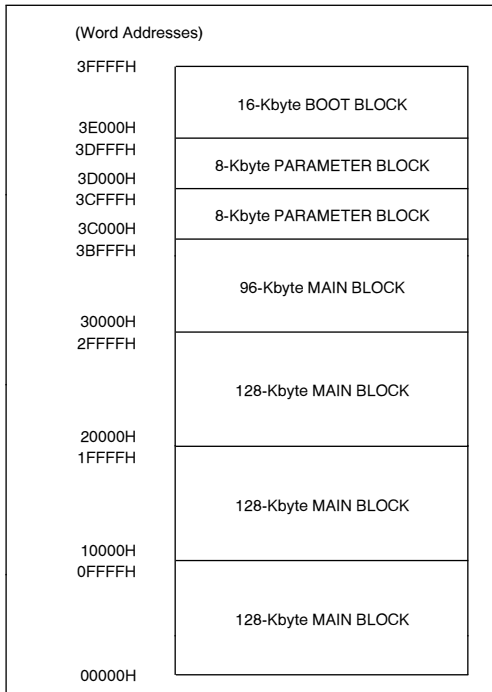 (Word Addresses)
3FFFFH
16-Kbyte BOOT BLOCK
3E000H
3DFFFH
8-Kbyte PARAMETER BLOCK
3D000H
3CFFFH
8-Kbyte PARAMETER BLOCK
3C000H
3BFFFH
96-Kbyte MAIN BLOCK
30000H
2FFFFH
128-Kbyte MAIN BLOCK
20000H
1FFFFH
128-Kbyte MAIN BLOCK
10000H
0FFFFH
128-Kbyte MAIN BLOCK
00000H